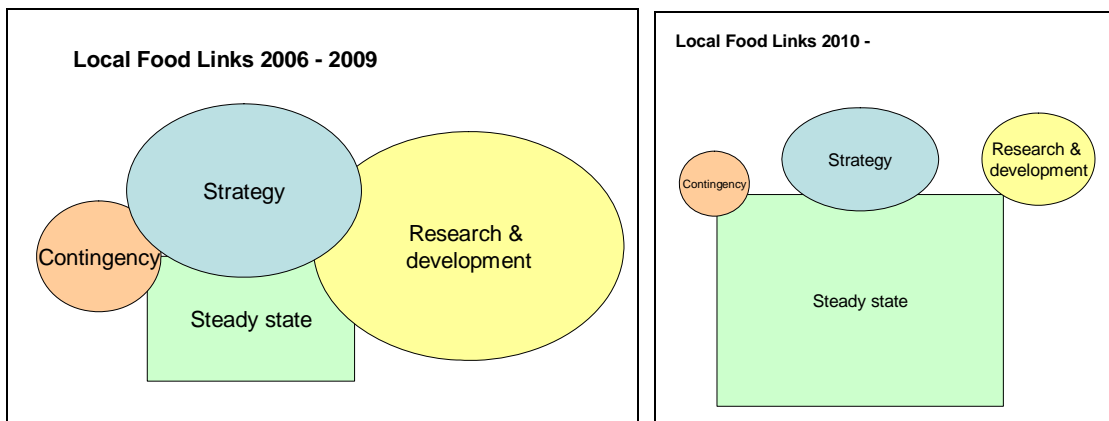 Local Food Links 2006 - 2009
Strategy
Contingency
Research &
development
Steady state
Local Food Links 2010 -
Contingency
Strategy
Research &
development
Steady state